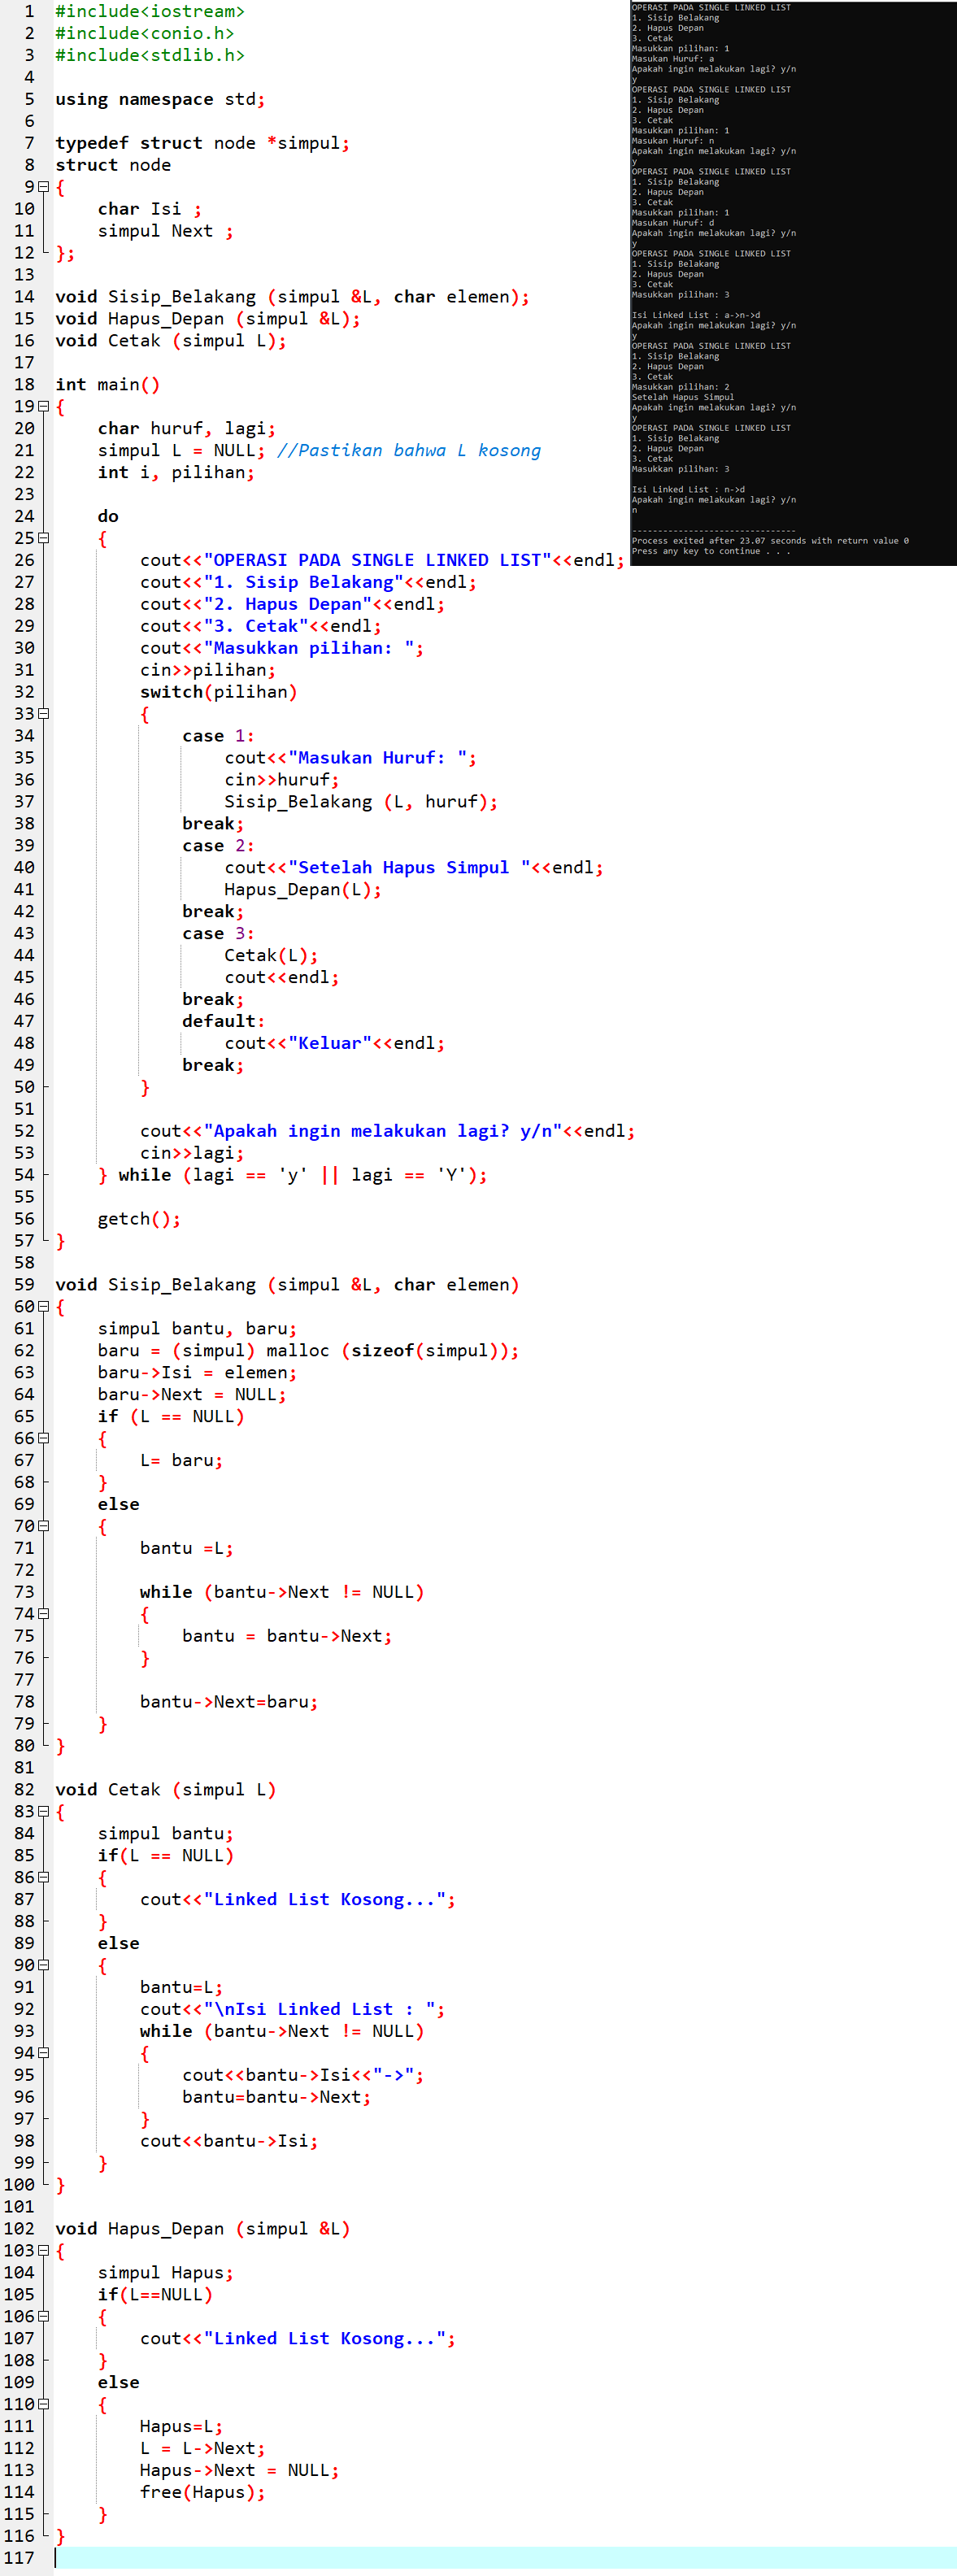 1 #include<iostream>
2 #include<conio.h>
3 #include<stdlib.h>
4
5 using namespace std;
6
7 typedef struct node *simpul;
8 struct node
9 {
10     char Isi ;
11     simpul Next ;
12 };
13
14 void Sisip_Belakang (simpul &L, char elemen);
15 void Hapus_Depan (simpul &L);
16 void Cetak (simpul L);
17
18 int main()
19 {
20     char huruf, lagi;
21     simpul L = NULL; //Pastikan bahwa L kosong
22     int i, pilihan;
23
24     do
25     {
26         cout<<"OPERASI PADA SINGLE LINKED LIST"<<endl;
27         cout<<"1. Sisip Belakang"<<endl;
28         cout<<"2. Hapus Depan"<<endl;
29         cout<<"3. Cetak"<<endl;
30         cout<<"Masukkan pilihan: ";
31         cin>>pilihan;
32         switch(pilihan)
33         {
34             case 1:
35                 cout<<"Masukan Huruf: ";
36                 cin>>huruf;
37                 Sisip_Belakang (L, huruf);
38             break;
39             case 2:
40                 cout<<"Setelah Hapus Simpul "<<endl;
41                 Hapus_Depan(L);
42             break;
43             case 3:
44                 Cetak(L);
45                 cout<<endl;
46             break;
47             default:
48                 cout<<"Keluar"<<endl;
49             break;
50         }
51
52         cout<<"Apakah ingin melakukan lagi? y/n"<<endl;
53         cin>>lagi;
54     } while (lagi == 'y' || lagi == 'Y');
55
56     getch();
57 }
58
59 void Sisip_Belakang (simpul &L, char elemen)
60 {
61     simpul bantu, baru;
62     baru = (simpul) malloc (sizeof(simpul));
63     baru->Isi = elemen;
64     baru->Next = NULL;
65     if (L == NULL)
66     {
67         L= baru;
68     }
69     else
70     {
71         bantu =L;
72
73         while (bantu->Next != NULL)
74         {
75             bantu = bantu->Next;
76         }
77
78         bantu->Next=baru;
79     }
80 }
81
82 void Cetak (simpul L)
83 {
84     simpul bantu;
85     if(L == NULL)
86     {
87         cout<<"Linked List Kosong...";
88     }
89     else
90     {
91         bantu=L;
92         cout<<"\nIsi Linked List : ";
93         while (bantu->Next != NULL)
94         {
95             cout<<bantu->Isi<<"->";
96             bantu=bantu->Next;
97         }
98         cout<<bantu->Isi;
99     }
100 }
101
102 void Hapus_Depan (simpul &L)
103 {
104     simpul Hapus;
105     if(L==NULL)
106     {
107         cout<<"Linked List Kosong...";
108     }
109     else
110     {
111         Hapus=L;
112         L = L->Next;
113         Hapus->Next = NULL;
114         free(Hapus);
115     }
116 }
117
OPERASI PADA SINGLE LINKED LIST
1. Sisip Belakang
2. Hapus Depan
3. Cetak
Masukkan pilihan: 1
Masukan Huruf: a
Apakah ingin melakukan lagi? y/n
y
OPERASI PADA SINGLE LINKED LIST
1. Sisip Belakang
2. Hapus Depan
3. Cetak
Masukkan pilihan: 1
Masukan Huruf: n
Apakah ingin melakukan lagi? y/n
y
OPERASI PADA SINGLE LINKED LIST
1. Sisip Belakang
2. Hapus Depan
3. Cetak
Masukkan pilihan: 1
Masukan Huruf: d
Apakah ingin melakukan lagi? y/n
y
OPERASI PADA SINGLE LINKED LIST
1. Sisip Belakang
2. Hapus Depan
3. Cetak
Masukkan pilihan: 3

Isi Linked List : a->n->d
Apakah ingin melakukan lagi? y/n
y
OPERASI PADA SINGLE LINKED LIST
1. Sisip Belakang
2. Hapus Depan
3. Cetak
Masukkan pilihan: 2
Setelah Hapus Simpul
Apakah ingin melakukan lagi? y/n
y
OPERASI PADA SINGLE LINKED LIST
1. Sisip Belakang
2. Hapus Depan
3. Cetak
Masukkan pilihan: 3

Isi Linked List : n->d
Apakah ingin melakukan lagi? y/n
n

--------------------------------
Process exited after 23.07 seconds with return value 0
Press any key to continue . . .